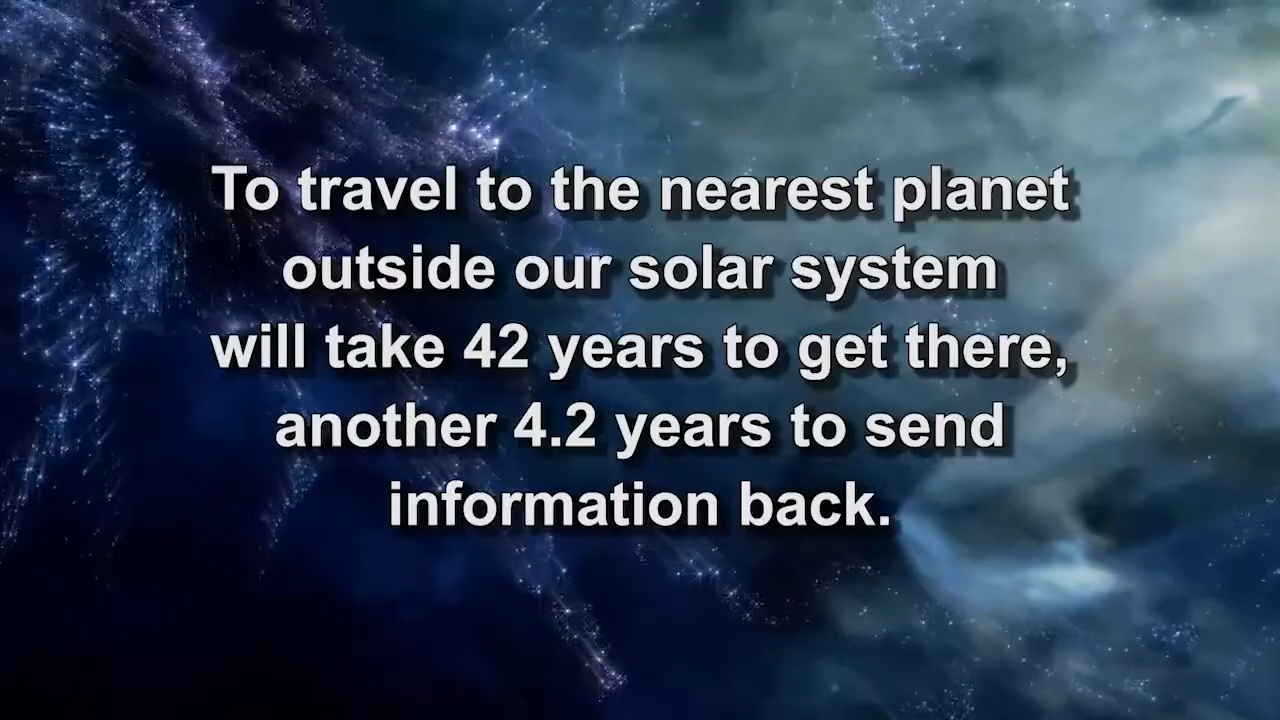 To travel to the nearest planet
outside our solar system
will take 42 years to get there,
another 4.2 years to send
information back.